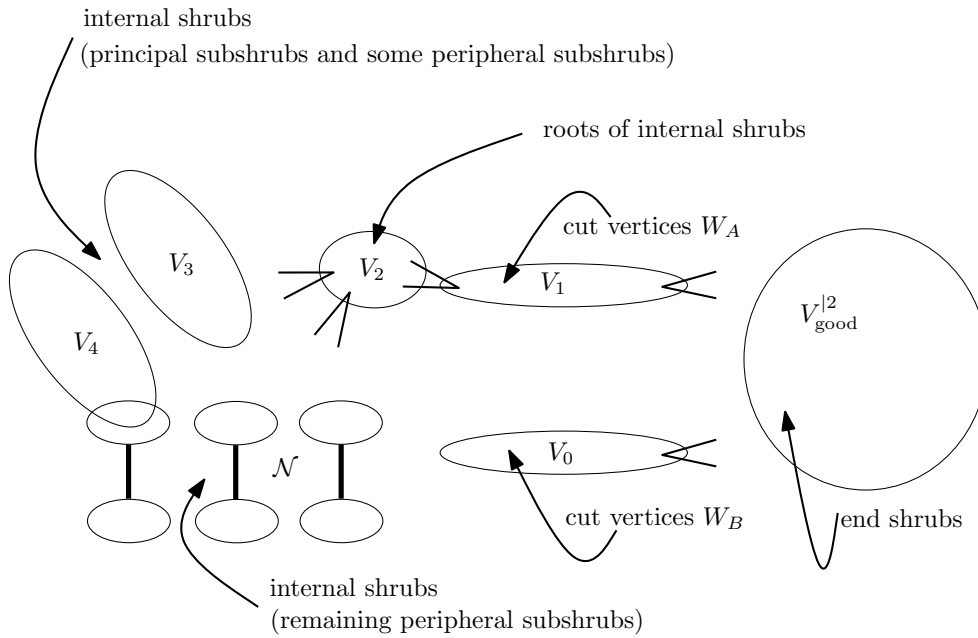 internal shrubs
(principal subshrubs and some peripheral subshrubs)
roots of internal shrubs
cut vertices W_A
V_3
V_2
V_1
V_good^{|2}
V_4
V_0
𝒩
cut vertices W_B
end shrubs
internal shrubs
(remaining peripheral subshrubs)